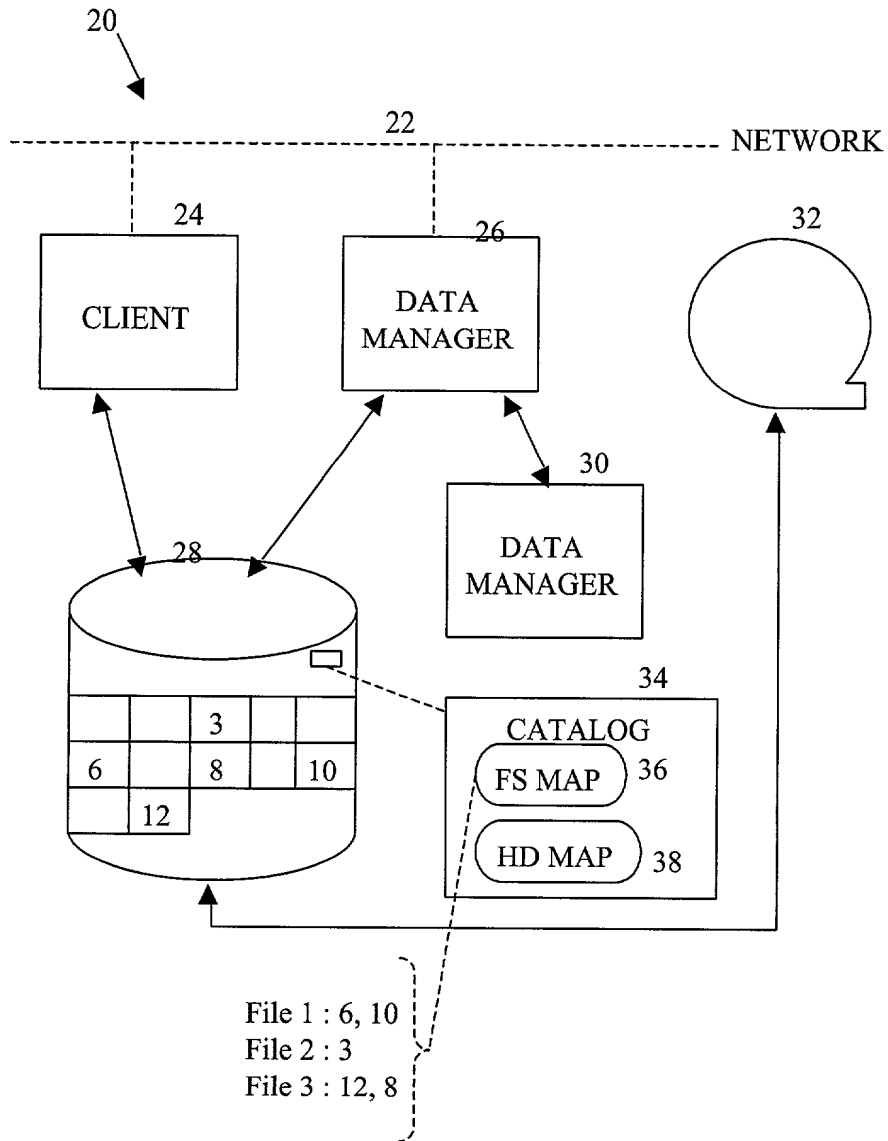 20
22
NETWORK
24
26
32
CLIENT
DATA
MANAGER
30
DATA
MANAGER
28
34
CATALOG
3
6
8
10
12
FS MAP
36
HD MAP
38
File 1 : 6, 10
File 2 : 3
File 3 : 12, 8